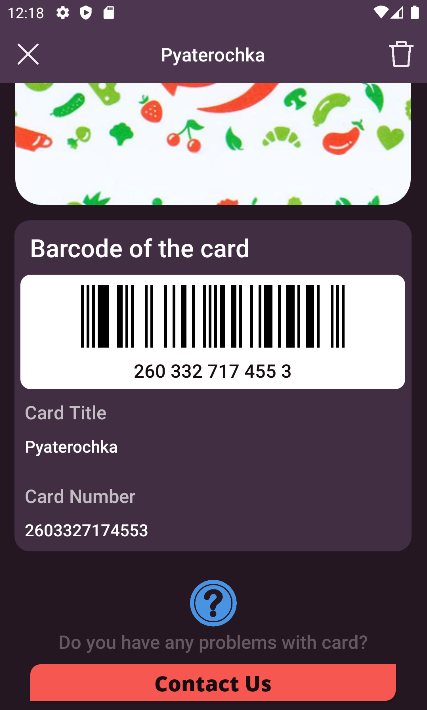 12:18
Pyaterochka
Barcode of the card
260 332 717 455 3
Card Title
Pyaterochka
Card Number
2603327174553
?
Do you have any problems with card?
Contact Us